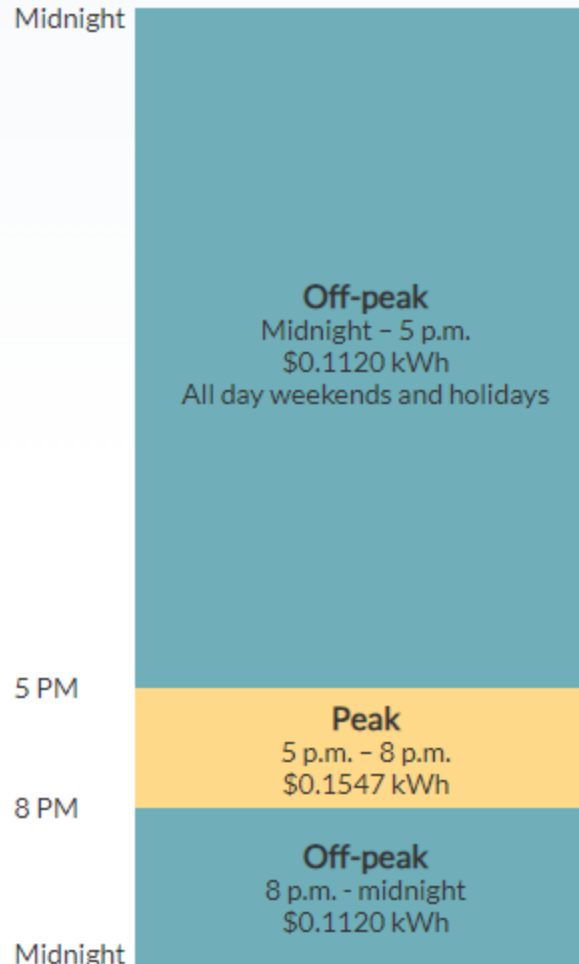 Midnight
Off-peak
Midnight – 5 p.m.
$0.1120 kWh
All day weekends and holidays
5 PM
Peak
5 p.m. – 8 p.m.
$0.1547 kWh
8 PM
Off-peak
8 p.m. - midnight
$0.1120 kWh
Midnight